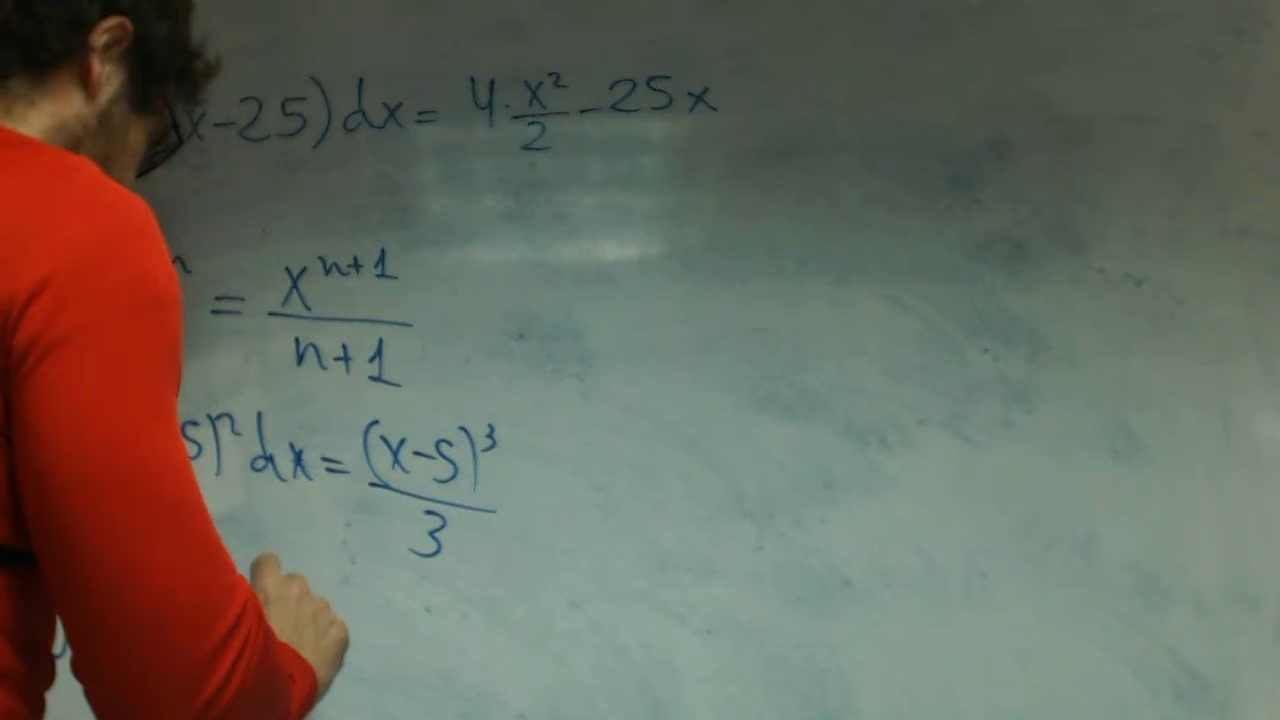 x-25)dx = 4·x²/2 - 25x
n = x^(n+1)/(n+1)
5)² dx = (x-5)³/3